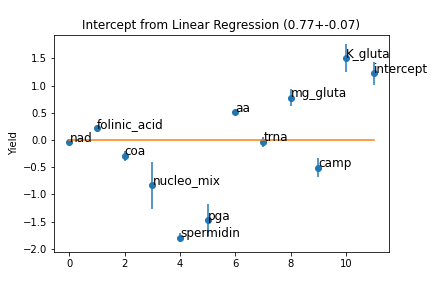 Intercept from Linear Regression (0.77+-0.07)
Yield
1.5
1.0
0.5
0.0
−0.5
−1.0
−1.5
−2.0
0
2
4
6
8
10
nad
folinic_acid
coa
nucleo_mix
spermidin
pga
aa
trna
mg_gluta
camp
K_gluta
intercept